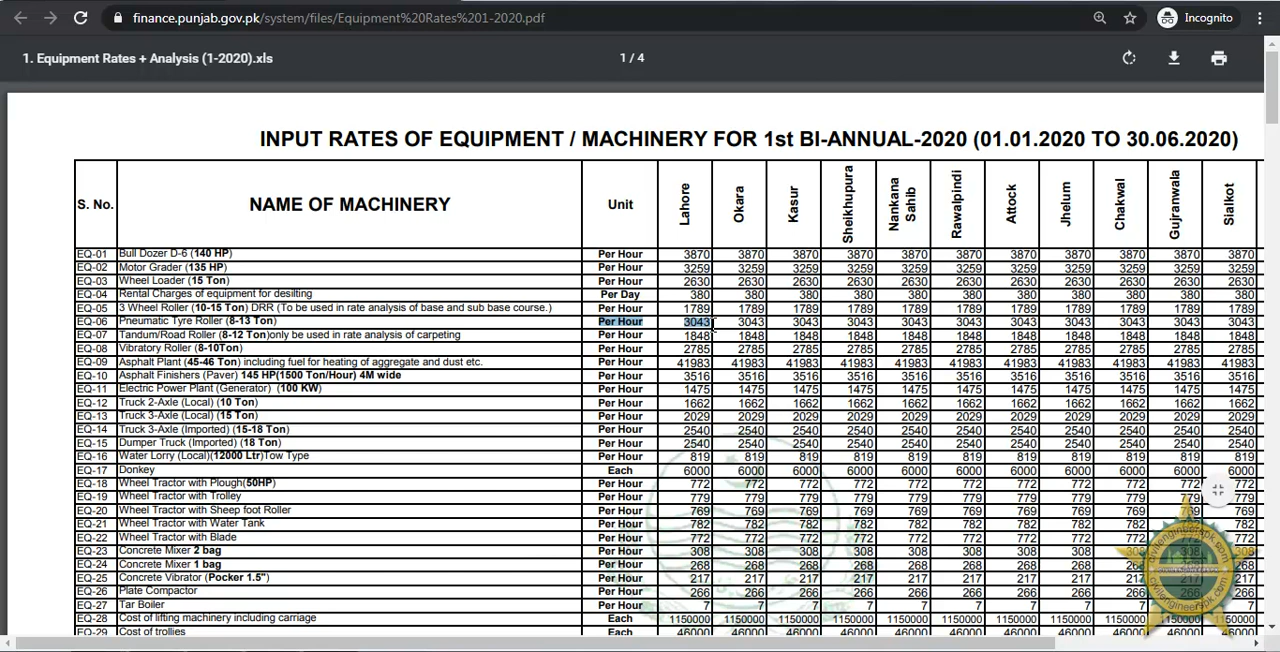 finance.punjab.gov.pk/system/files/Equipment%20Rates%201-2020.pdf
Incognito
1. Equipment Rates + Analysis (1-2020).xls
1 / 4
INPUT RATES OF EQUIPMENT / MACHINERY FOR 1st BI-ANNUAL-2020 (01.01.2020 TO 30.06.2020)
S. No. NAME OF MACHINERY Unit Lahore Okara Kasur Sheikhupura Nankana Sahib Rawalpindi Attock Jhelum Chakwal Gujranwala Sialkot
EQ-01 Bull Dozer D-6 (140 HP) Per Hour 3870 3870 3870 3870 3870 3870 3870 3870 3870 3870 3870
EQ-02 Motor Grader (135 HP) Per Hour 3259 3259 3259 3259 3259 3259 3259 3259 3259 3259 3259
EQ-03 Wheel Loader (15 Ton) Per Hour 2630 2630 2630 2630 2630 2630 2630 2630 2630 2630 2630
EQ-04 Rental Charges of equipment for desilting Per Day 380 380 380 380 380 380 380 380 380 380 380
EQ-05 3 Wheel Roller (10-15 Ton) DRR (To be used in rate analysis of base and sub base course.) Per Hour 1789 1789 1789 1789 1789 1789 1789 1789 1789 1789 1789
EQ-06 Pneumatic Tyre Roller (8-13 Ton) Per Hour 3043 3043 3043 3043 3043 3043 3043 3043 3043 3043 3043
EQ-07 Tandum/Road Roller (8-12 Ton)only be used in rate analysis of carpeting Per Hour 1848 1848 1848 1848 1848 1848 1848 1848 1848 1848 1848
EQ-08 Vibratory Roller (8-10Ton) Per Hour 2785 2785 2785 2785 2785 2785 2785 2785 2785 2785 2785
EQ-09 Asphalt Plant (45-46 Ton) including fuel for heating of aggregate and dust etc. Per Hour 41983 41983 41983 41983 41983 41983 41983 41983 41983 41983 41983
EQ-10 Asphalt Finishers (Paver) 145 HP(1500 Ton/Hour) 4M wide Per Hour 3516 3516 3516 3516 3516 3516 3516 3516 3516 3516 3516
EQ-11 Electric Power Plant (Generator) (100 KW) Per Hour 1475 1475 1475 1475 1475 1475 1475 1475 1475 1475 1475
EQ-12 Truck 2-Axle (Local) (10 Ton) Per Hour 1662 1662 1662 1662 1662 1662 1662 1662 1662 1662 1662
EQ-13 Truck 3-Axle (Local) (15 Ton) Per Hour 2029 2029 2029 2029 2029 2029 2029 2029 2029 2029 2029
EQ-14 Truck 3-Axle (Imported) (15-18 Ton) Per Hour 2540 2540 2540 2540 2540 2540 2540 2540 2540 2540 2540
EQ-15 Dumper Truck (Imported) (18 Ton) Per Hour 2540 2540 2540 2540 2540 2540 2540 2540 2540 2540 2540
EQ-16 Water Lorry (Local)(12000 Ltr)Tow Type Per Hour 819 819 819 819 819 819 819 819 819 819 819
EQ-17 Donkey Each 6000 6000 6000 6000 6000 6000 6000 6000 6000 6000 6000
EQ-18 Wheel Tractor with Plough(50HP) Per Hour 772 772 772 772 772 772 772 772 772 772 772
EQ-19 Wheel Tractor with Trolley Per Hour 779 779 779 779 779 779 779 779 779 779
EQ-20 Wheel Tractor with Sheep foot Roller Per Hour 769 769 769 769 769 769 769 769 769 769 769
EQ-21 Wheel Tractor with Water Tank Per Hour 782 782 782 782 782 782 782 782 782 782 782
EQ-22 Wheel Tractor with Blade Per Hour 772 772 772 772 772 772 772 772 772 772 772
EQ-23 Concrete Mixer 2 bag Per Hour 308 308 308 308 308 308 308 308 308 308
EQ-24 Concrete Mixer 1 bag Per Hour 268 268 268 268 268 268 268 268 268
EQ-25 Concrete Vibrator (Pocker 1.5") Per Hour 217 217 217 217 217 217 217 217 217 217
EQ-26 Plate Compactor Per Hour 266 266 266 266 266 266 266 266 266
EQ-27 Tar Boiler Per Hour 7 7 7 7 7 7 7 7 7 7 7
EQ-28 Cost of lifting machinery including carriage Each 1150000 1150000 1150000 1150000 1150000 1150000 1150000 1150000 1150000 1150000 1150000
EQ-29 Cost of trollies Each 46000 46000 46000 46000 46000 46000 46000 46000 46000 46000 46000
civilengineerspk.com
civilengineerspk.com